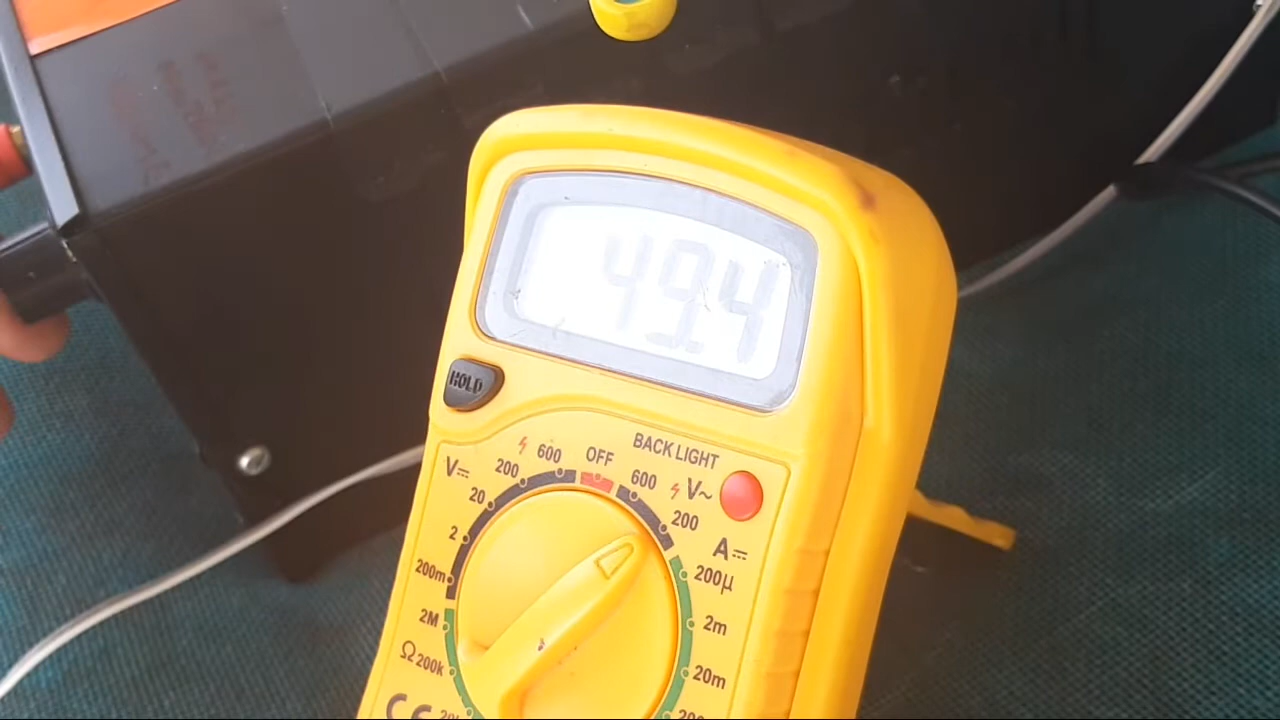 49.4
HOLD
BACK LIGHT
V⎓ 200 600 OFF 600 V~
20 200
2 A⎓
200m 200µ
2M 2m
Ω 200k 20m
CE